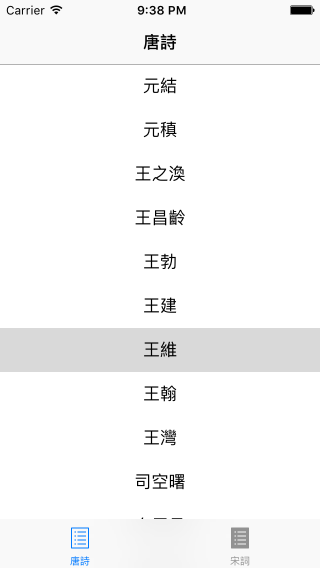 Carrier 9:38 PM
唐詩
元結
元稹
王之渙
王昌齡
王勃
王建
王維
王翰
王灣
司空曙
唐詩 宋詞